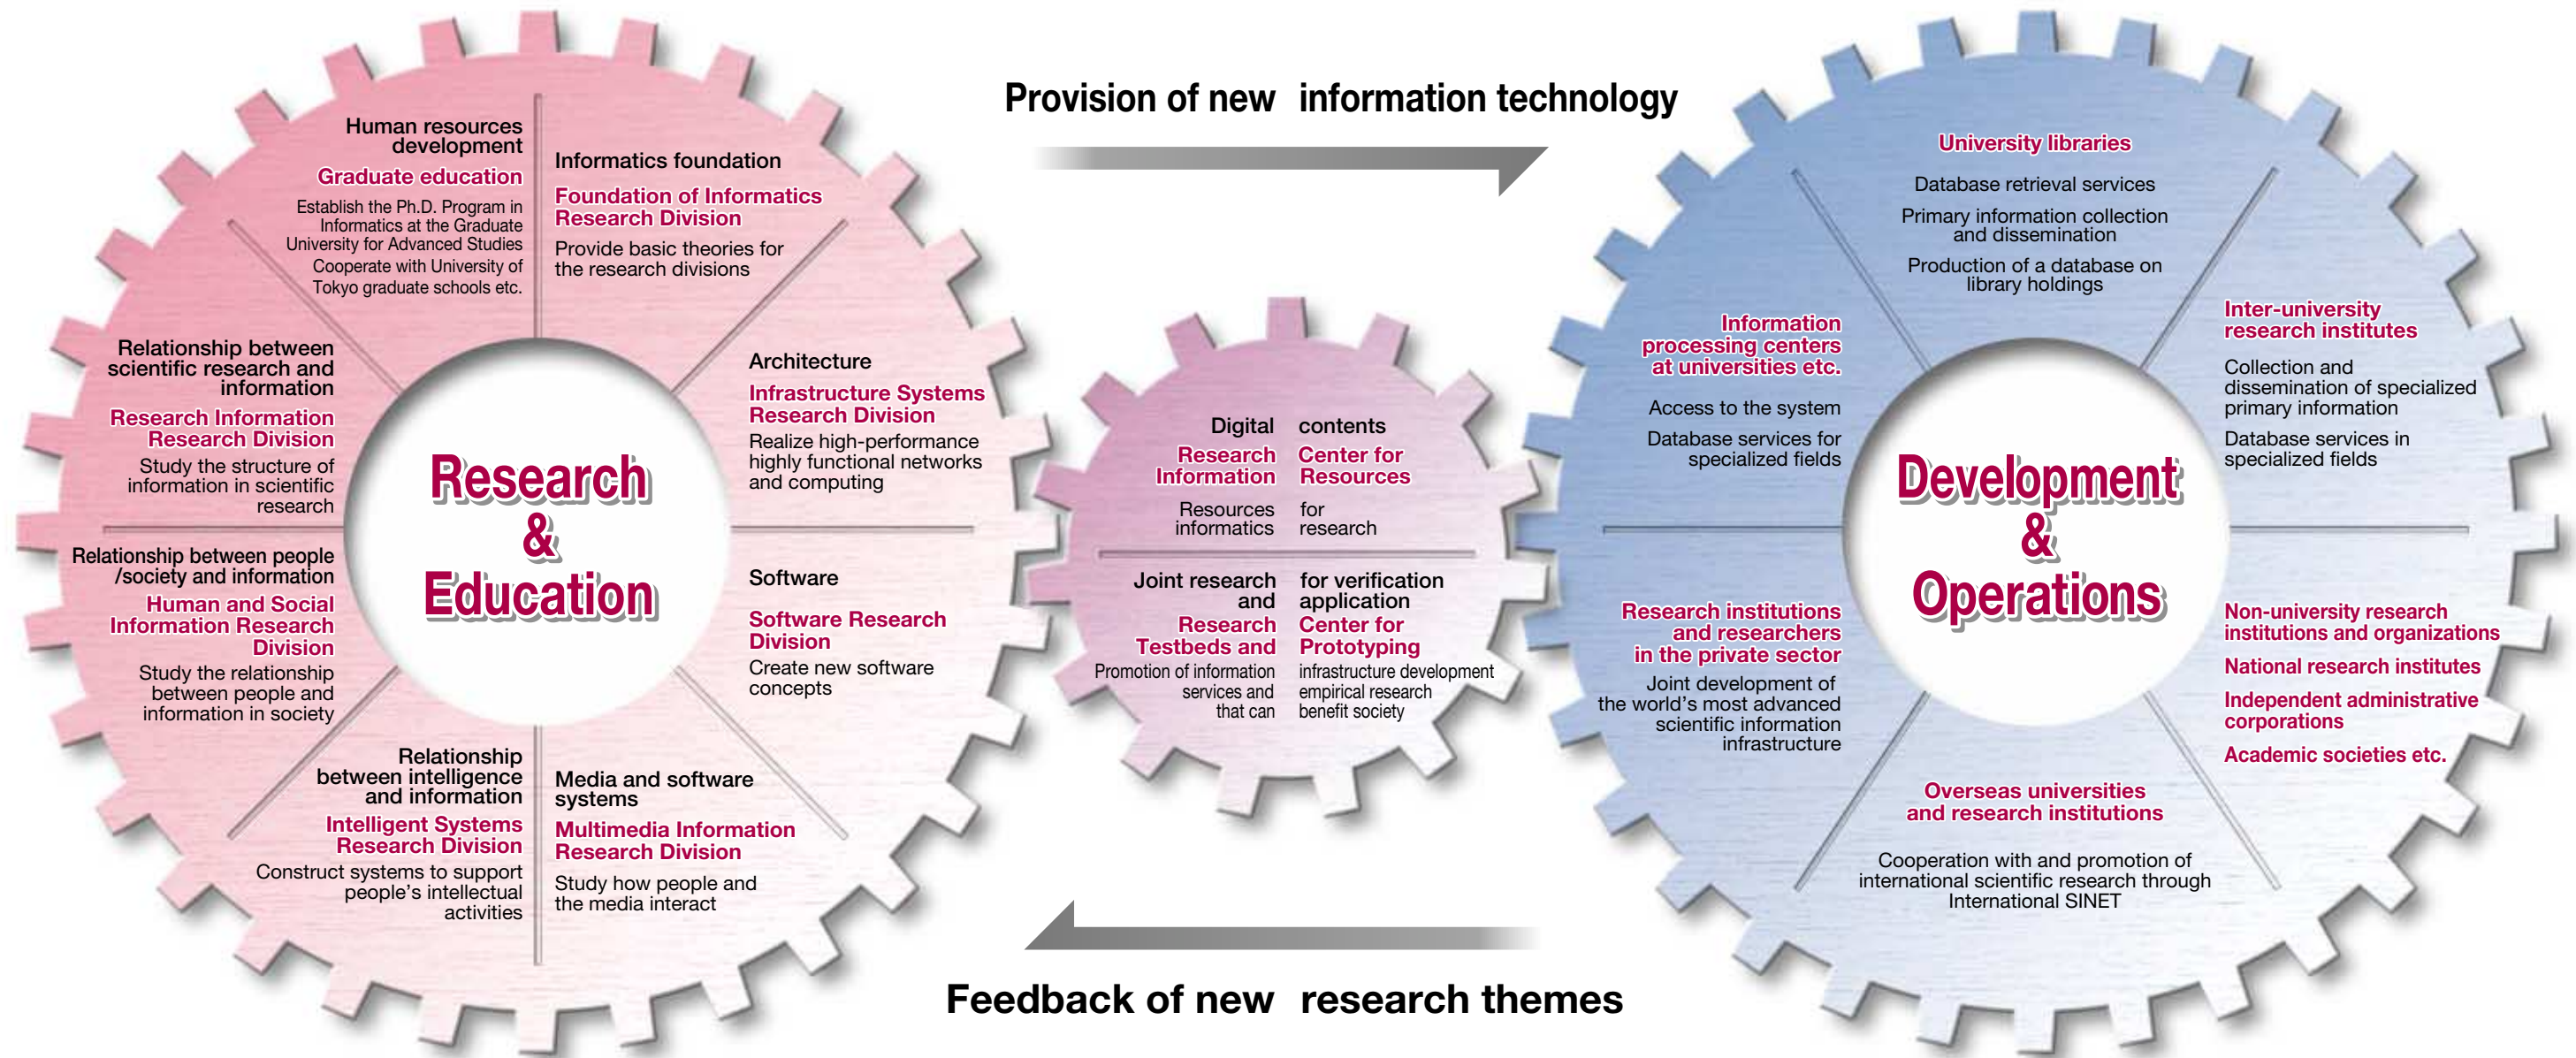 Provision of new information technology
Human resources
development
Graduate education
Establish the Ph.D. Program in
Informatics at the Graduate
University for Advanced Studies
Cooperate with University of
Tokyo graduate schools etc.
Informatics foundation
Foundation of Informatics
Research Division
Provide basic theories for
the research divisions
Architecture
Infrastructure Systems
Research Division
Realize high-performance
highly functional networks
and computing
Software
Software Research
Division
Create new software
concepts
Media and software
systems
Multimedia Information
Research Division
Study how people and
the media interact
Relationship
between intelligence
and information
Intelligent Systems
Research Division
Construct systems to support
people's intellectual
activities
Relationship between people
/society and information
Human and Social
Information Research
Division
Study the relationship
between people and
information in society
Relationship between
scientific research and
information
Research Information
Research Division
Study the structure of
information in scientific
research
Research
&
Education
Digital contents
Research Center for
Information Resources
Resources for
informatics research
Joint research for verification
and application
Research Center for
Testbeds and Prototyping
Promotion of information infrastructure development
services and empirical research
that can benefit society
University libraries
Database retrieval services
Primary information collection
and dissemination
Production of a database on
library holdings
Inter-university
research institutes
Collection and
dissemination of specialized
primary information
Database services in
specialized fields
Non-university research
institutions and organizations
National research institutes
Independent administrative
corporations
Academic societies etc.
Overseas universities
and research institutions
Cooperation with and promotion of
international scientific research through
International SINET
Research institutions
and researchers
in the private sector
Joint development of
the world's most advanced
scientific information
infrastructure
Information
processing centers
at universities etc.
Access to the system
Database services for
specialized fields
Development
&
Operations
Feedback of new research themes